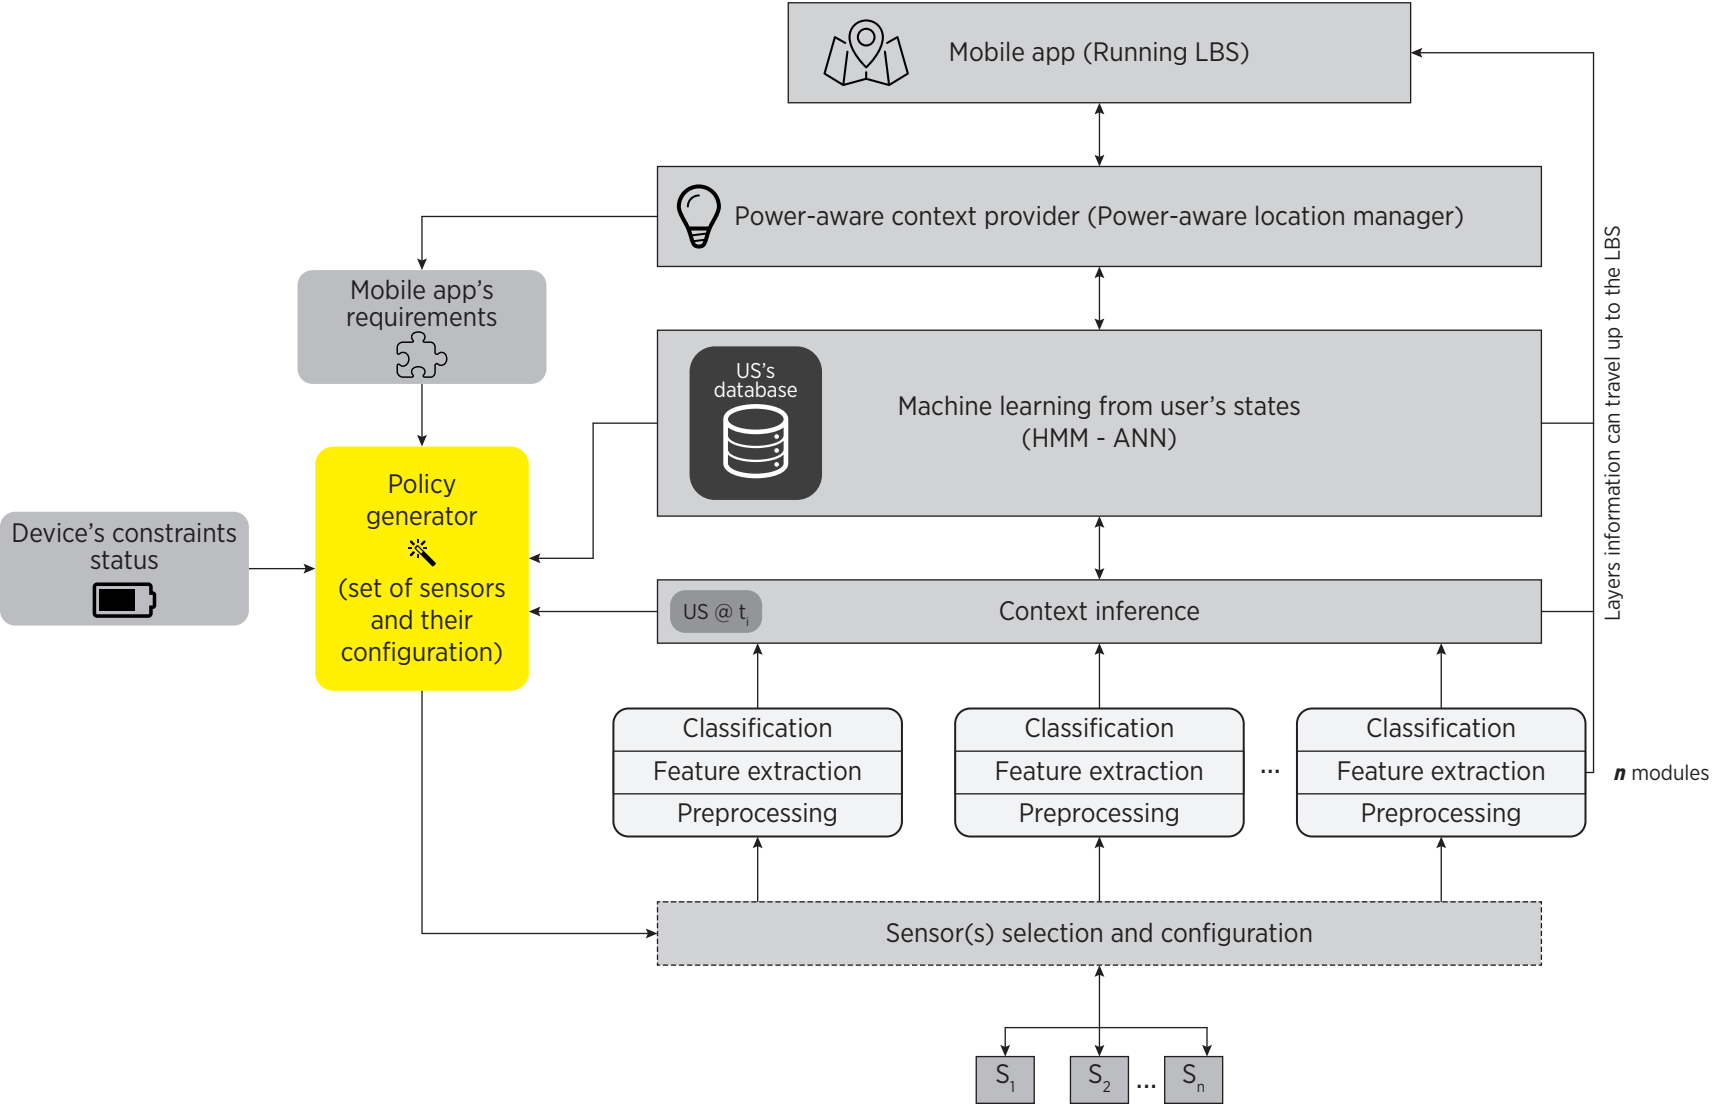 Mobile app (Running LBS)
Power-aware context provider (Power-aware location manager)
Mobile app’s
requirements
US’s
database
Machine learning from user’s states
(HMM - ANN)
Layers information can travel up to the LBS
Policy
generator
(set of sensors
and their
configuration)
Device’s constraints
status
US @ ti
Context inference
Classification
Feature extraction
Preprocessing
Classification
Feature extraction
Preprocessing
...
Classification
Feature extraction
Preprocessing
n modules
Sensor(s) selection and configuration
S1
S2
...
Sn